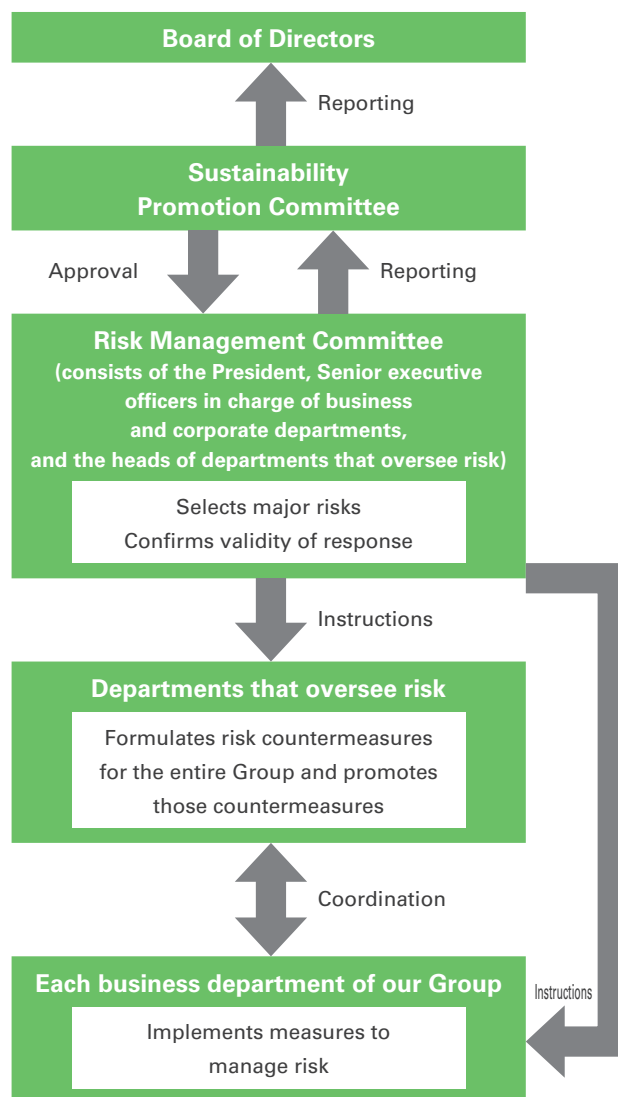 Board of Directors
Reporting
Sustainability
Promotion Committee
Approval
Reporting
Risk Management Committee
(consists of the President, Senior executive
officers in charge of business
and corporate departments,
and the heads of departments that oversee risk)
Selects major risks
Confirms validity of response
Instructions
Departments that oversee risk
Formulates risk countermeasures
for the entire Group and promotes
those countermeasures
Coordination
Each business department of our Group
Instructions
Implements measures to
manage risk